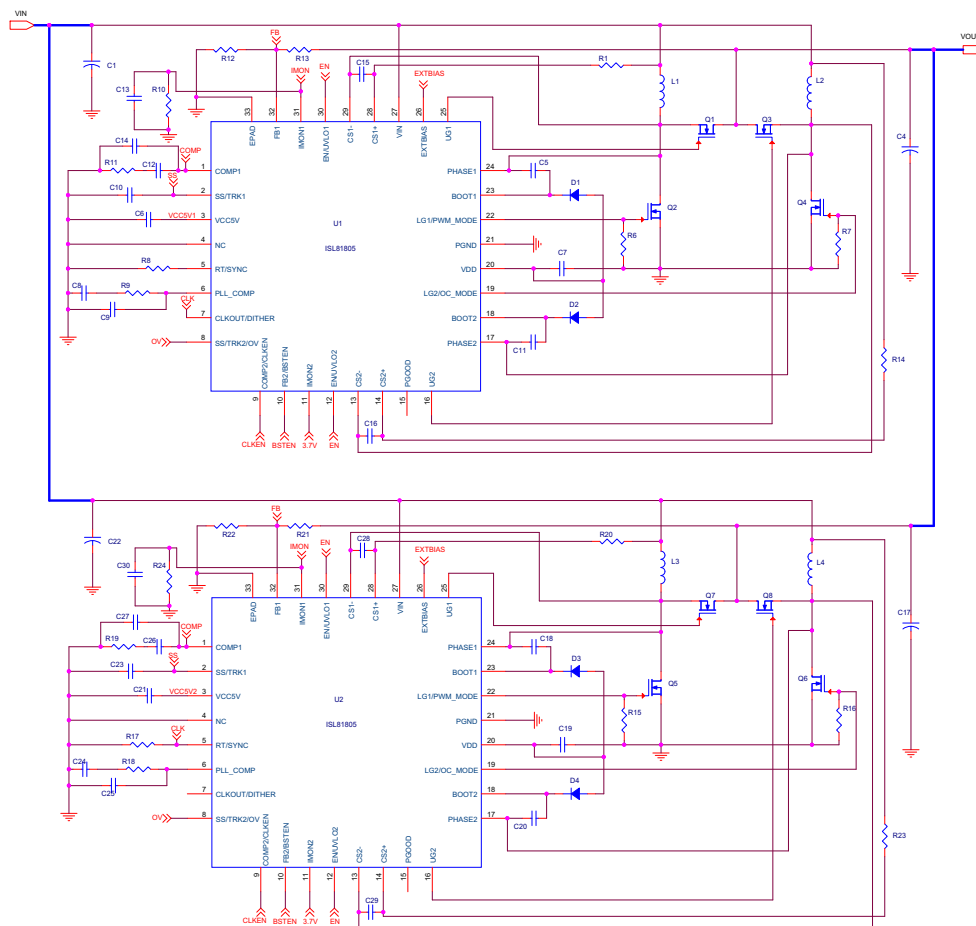 VIN
VOU
FB
R12
R13
IMON
EN
C15
R1
EXTBIAS
C1
C13
R10
L1
L2
33
32
31
30
29
28
27
26
25
EPAD
FB1
IMON1
EN/UVLO1
CS1-
CS1+
VIN
EXTBIAS
UG1
Q1
Q3
C4
C14
COMP
R11
C12
1
COMP1
SS
C10
2
SS/TRK1
C6
VCC5V1
3
VCC5V
4
NC
R8
5
RT/SYNC
C8
R9
6
PLL_COMP
CLK
C9
7
CLKOUT/DITHER
OV
8
SS/TRK2/OV
U1
ISL81805
PHASE1
24
C5
BOOT1
23
D1
LG1/PWM_MODE
22
Q2
Q4
R6
R7
PGND
21
VDD
20
C7
LG2/OC_MODE
19
BOOT2
18
D2
PHASE2
17
C11
R14
COMP2/CLKEN
FB2/BSTEN
IMON2
EN/UVLO2
CS2-
CS2+
PGOOD
UG2
9
10
11
12
13
14
15
16
C16
CLKEN
BSTEN
3.7V
EN
FB
R22
R21
IMON
EN
C28
R20
EXTBIAS
C22
C30
R24
L3
L4
33
32
31
30
29
28
27
26
25
EPAD
FB1
IMON1
EN/UVLO1
CS1-
CS1+
VIN
EXTBIAS
UG1
Q7
Q8
C17
C27
COMP
R19
C26
1
COMP1
SS
C23
2
SS/TRK1
C21
VCC5V2
3
VCC5V
4
NC
CLK
R17
5
RT/SYNC
C24
R18
6
PLL_COMP
C25
7
CLKOUT/DITHER
OV
8
SS/TRK2/OV
U2
ISL81805
PHASE1
24
C18
BOOT1
23
D3
LG1/PWM_MODE
22
Q5
Q6
R15
R16
PGND
21
VDD
20
C19
LG2/OC_MODE
19
BOOT2
18
D4
PHASE2
17
C20
R23
COMP2/CLKEN
FB2/BSTEN
IMON2
EN/UVLO2
CS2-
CS2+
PGOOD
UG2
9
10
11
12
13
14
15
16
C29
CLKEN
BSTEN
3.7V
EN